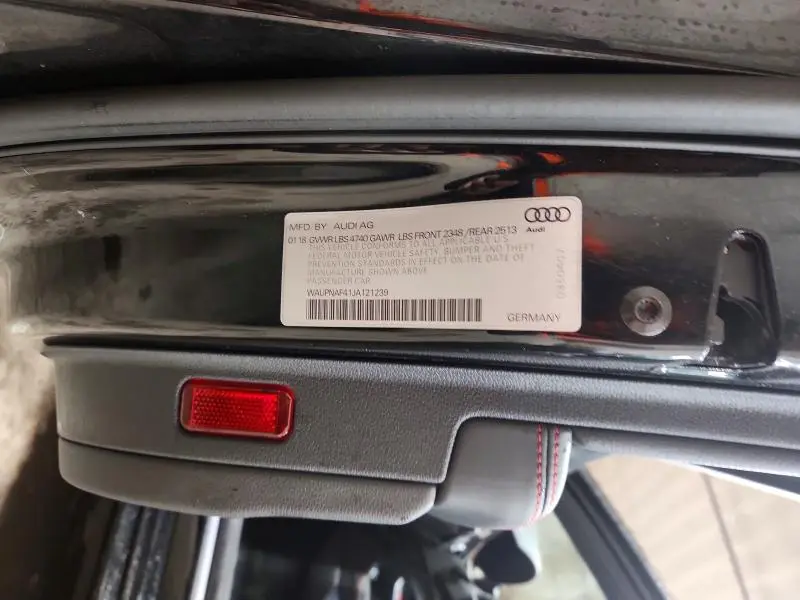 MFD. BY AUDI AG
Audi
01 18 GVWR LBS 4740 GAWR LBS FRONT 2348 /REAR 2513
THIS VEHICLE CONFORMS TO ALL APPLICABLE U.S.
FEDERAL MOTOR VEHICLE SAFETY, BUMPER AND THEFT
PREVENTION STANDARDS IN EFFECT ON THE DATE OF
MANUFACTURE SHOWN ABOVE
PASSENGER CAR
WAUPNAF41JA121239
GERMANY